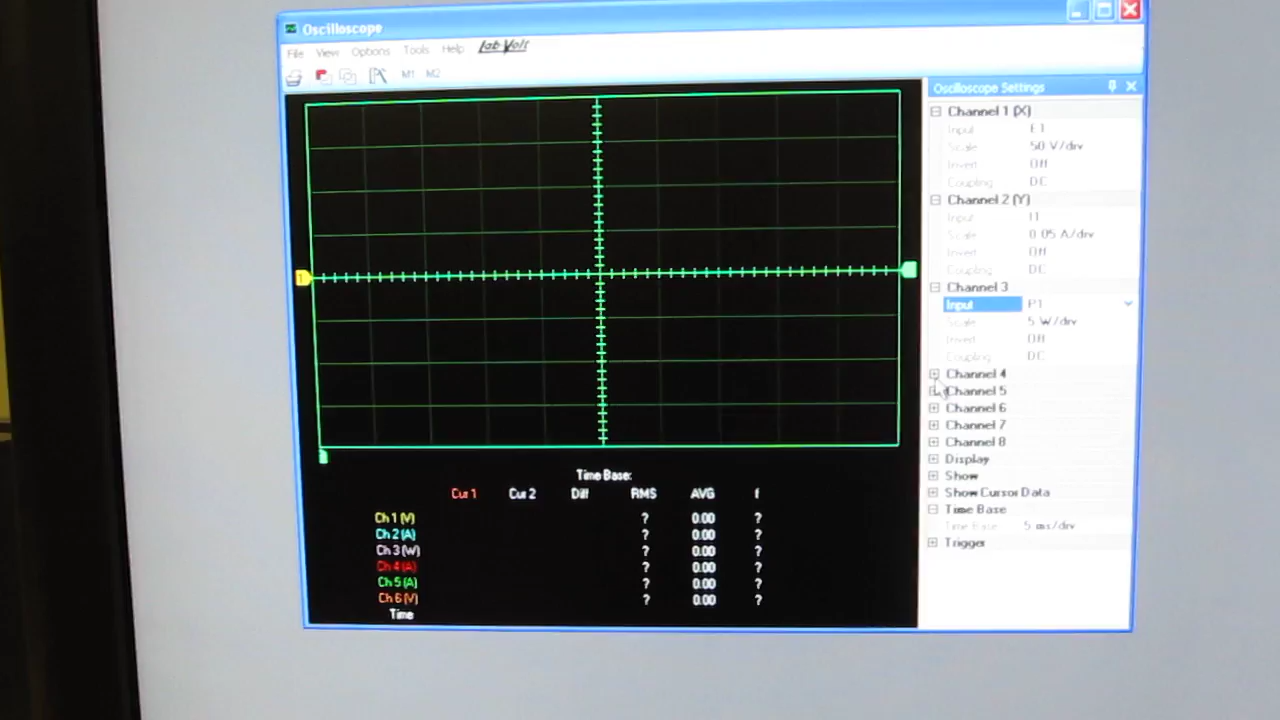 Oscilloscope
File View Options Tools Help Lab-Volt
M1 M2
Oscilloscope Settings
Channel 1 (X)
Input E1
Scale 50 V/div
Invert Off
Coupling DC
Channel 2 (Y)
Input I1
Scale 0.05 A/div
Invert Off
Coupling DC
Channel 3
Input P1
Scale 5 W/div
Invert Off
Coupling DC
Channel 4
Channel 5
Channel 6
Channel 7
Channel 8
Display
Show
Show Cursor Data
Time Base
Time Base 5 ms/div
Trigger
1
Time Base:
Cur 1 Cur 2 Diff RMS AVG f
Ch 1 (V) ? 0.00 ?
Ch 2 (A) ? 0.00 ?
Ch 3 (W) ? 0.00 ?
Ch 4 (A) ? 0.00 ?
Ch 5 (A) ? 0.00 ?
Ch 6 (V) ? 0.00 ?
Time